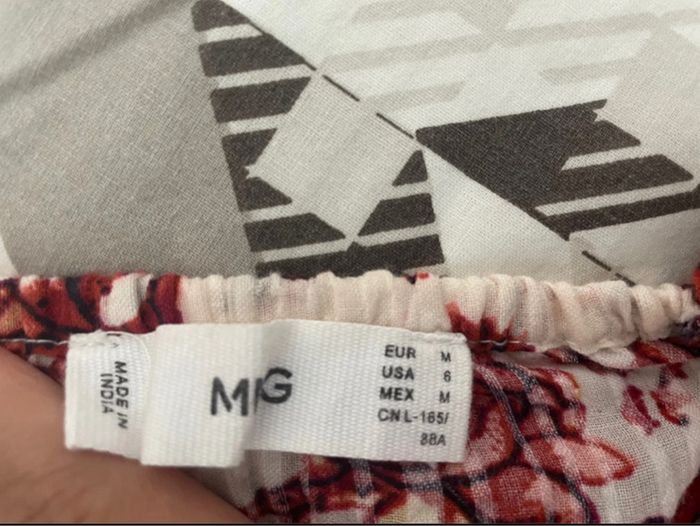 MADE IN
INDIA
MNG
EUR M
USA 6
MEX M
CN L-165/
88A